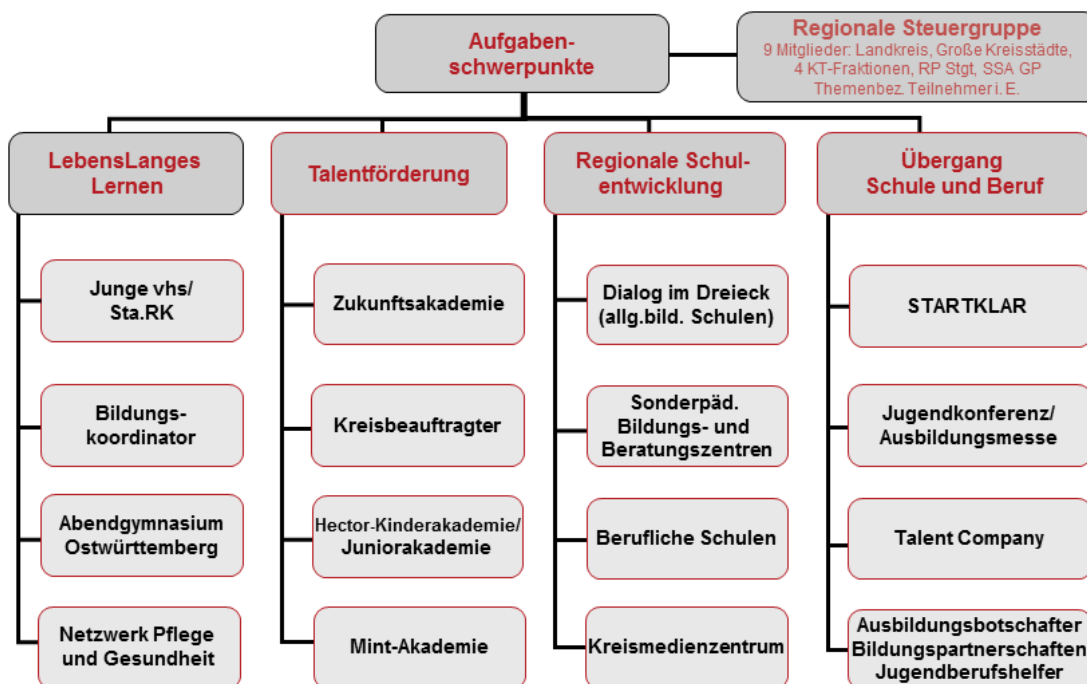 Aufgaben-
schwerpunkte
Regionale Steuergruppe
9 Mitglieder: Landkreis, Große Kreisstädte,
4 KT-Fraktionen, RP Stgt, SSA GP
Themenbez. Teilnehmer i. E.
LebensLanges
Lernen
Junge vhs/
Sta.RK
Bildungs-
koordinator
Abendgymnasium
Ostwürttemberg
Netzwerk Pflege
und Gesundheit
Talentförderung
Zukunftsakademie
Kreisbeauftragter
Hector-Kinderakademie/
Juniorakademie
Mint-Akademie
Regionale Schul-
entwicklung
Dialog im Dreieck
(allg.bild. Schulen)
Sonderpäd.
Bildungs- und
Beratungszentren
Berufliche Schulen
Kreismedienzentrum
Übergang
Schule und Beruf
STARTKLAR
Jugendkonferenz/
Ausbildungsmesse
Talent Company
Ausbildungsbotschafter
Bildungspartnerschaften
Jugendberufshelfer